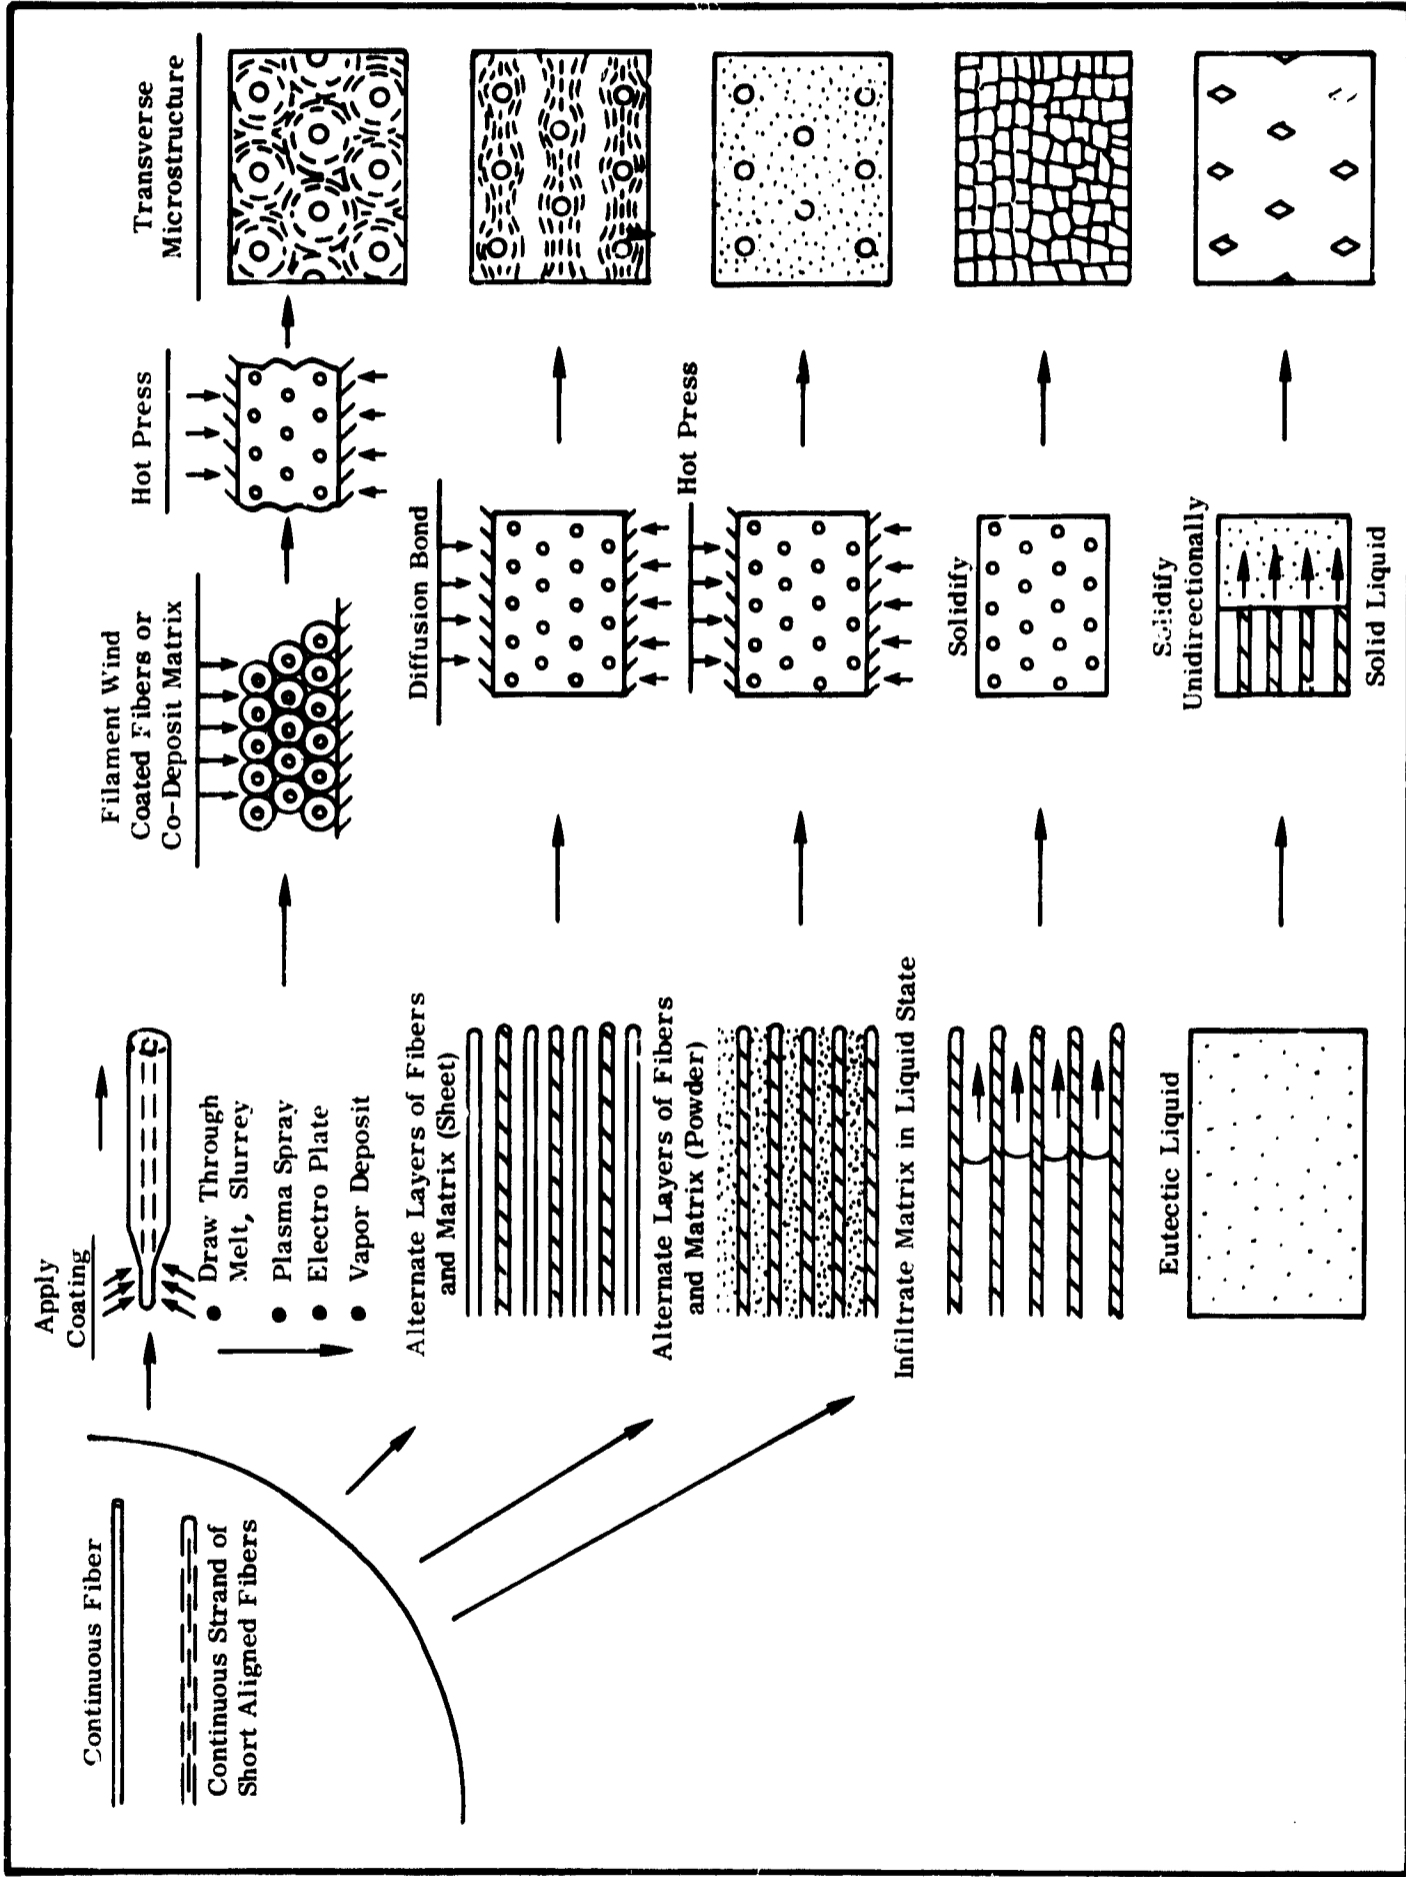 Continuous Fiber
Continuous Strand of
Short Aligned Fibers
Apply
Coating
● Draw Through
Melt, Slurrey
● Plasma Spray
● Electro Plate
● Vapor Deposit
Filament Wind
Coated Fibers or
Co-Deposit Matrix
Hot Press
Transverse
Microstructure
Alternate Layers of Fibers
and Matrix (Sheet)
Diffusion Bond
Alternate Layers of Fibers
and Matrix (Powder)
Hot Press
Infiltrate Matrix in Liquid State
Solidify
Eutectic Liquid
Solidify
Unidirectionally
Solid Liquid